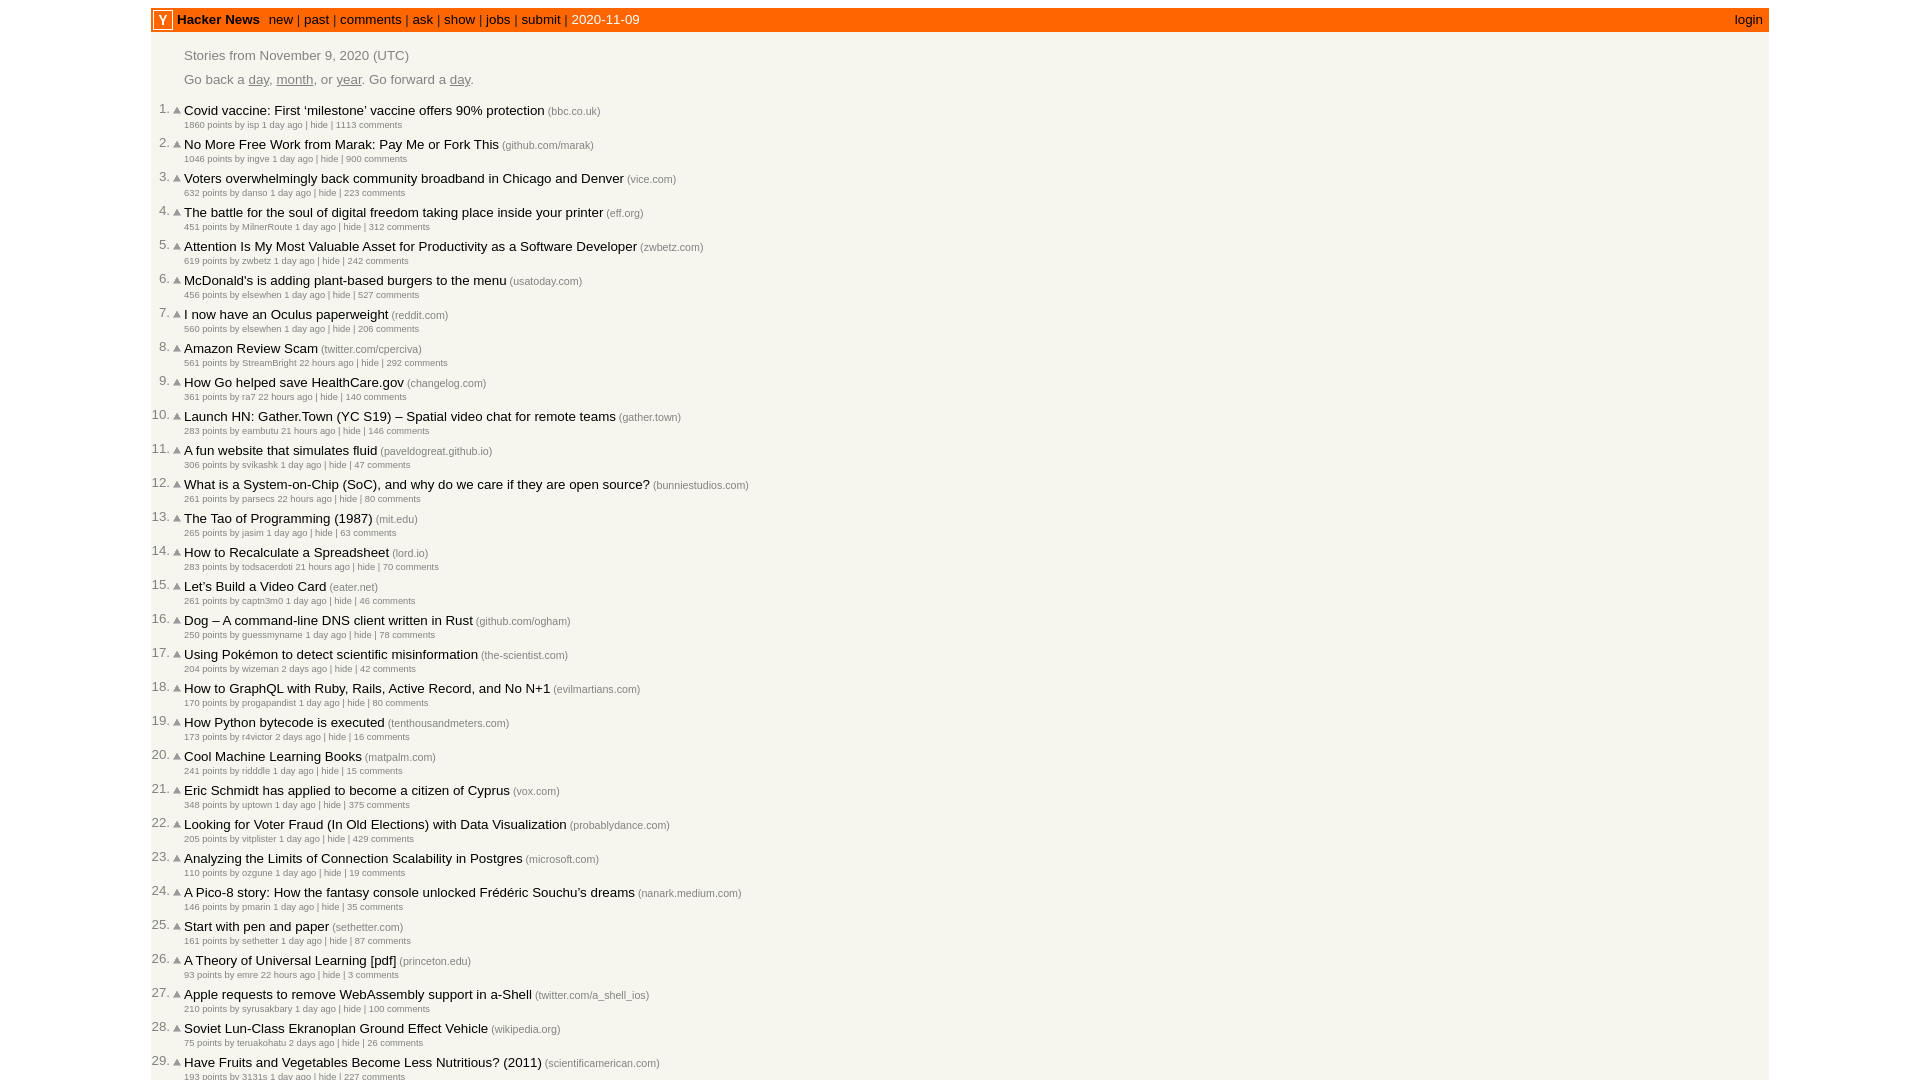 Y Hacker News new | past | comments | ask | show | jobs | submit | 2020-11-09 login
Stories from November 9, 2020 (UTC)
Go back a day, month, or year. Go forward a day.
1. Covid vaccine: First ‘milestone’ vaccine offers 90% protection (bbc.co.uk)
1860 points by isp 1 day ago | hide | 1113 comments
2. No More Free Work from Marak: Pay Me or Fork This (github.com/marak)
1046 points by ingve 1 day ago | hide | 900 comments
3. Voters overwhelmingly back community broadband in Chicago and Denver (vice.com)
632 points by danso 1 day ago | hide | 223 comments
4. The battle for the soul of digital freedom taking place inside your printer (eff.org)
451 points by MilnerRoute 1 day ago | hide | 312 comments
5. Attention Is My Most Valuable Asset for Productivity as a Software Developer (zwbetz.com)
619 points by zwbetz 1 day ago | hide | 242 comments
6. McDonald's is adding plant-based burgers to the menu (usatoday.com)
456 points by elsewhen 1 day ago | hide | 527 comments
7. I now have an Oculus paperweight (reddit.com)
560 points by elsewhen 1 day ago | hide | 206 comments
8. Amazon Review Scam (twitter.com/cperciva)
561 points by StreamBright 22 hours ago | hide | 292 comments
9. How Go helped save HealthCare.gov (changelog.com)
361 points by ra7 22 hours ago | hide | 140 comments
10. Launch HN: Gather.Town (YC S19) – Spatial video chat for remote teams (gather.town)
283 points by eambutu 21 hours ago | hide | 146 comments
11. A fun website that simulates fluid (paveldogreat.github.io)
306 points by svikashk 1 day ago | hide | 47 comments
12. What is a System-on-Chip (SoC), and why do we care if they are open source? (bunniestudios.com)
261 points by parsecs 22 hours ago | hide | 80 comments
13. The Tao of Programming (1987) (mit.edu)
265 points by jasim 1 day ago | hide | 63 comments
14. How to Recalculate a Spreadsheet (lord.io)
283 points by todsacerdoti 21 hours ago | hide | 70 comments
15. Let’s Build a Video Card (eater.net)
261 points by captn3m0 1 day ago | hide | 46 comments
16. Dog – A command-line DNS client written in Rust (github.com/ogham)
250 points by guessmyname 1 day ago | hide | 78 comments
17. Using Pokémon to detect scientific misinformation (the-scientist.com)
204 points by wizeman 2 days ago | hide | 42 comments
18. How to GraphQL with Ruby, Rails, Active Record, and No N+1 (evilmartians.com)
170 points by progapandist 1 day ago | hide | 80 comments
19. How Python bytecode is executed (tenthousandmeters.com)
173 points by r4victor 2 days ago | hide | 16 comments
20. Cool Machine Learning Books (matpalm.com)
241 points by ridddle 1 day ago | hide | 15 comments
21. Eric Schmidt has applied to become a citizen of Cyprus (vox.com)
348 points by uptown 1 day ago | hide | 375 comments
22. Looking for Voter Fraud (In Old Elections) with Data Visualization (probablydance.com)
205 points by vitplister 1 day ago | hide | 429 comments
23. Analyzing the Limits of Connection Scalability in Postgres (microsoft.com)
110 points by ozgune 1 day ago | hide | 19 comments
24. A Pico-8 story: How the fantasy console unlocked Frédéric Souchu’s dreams (nanark.medium.com)
146 points by pmarin 1 day ago | hide | 35 comments
25. Start with pen and paper (sethetter.com)
161 points by sethetter 1 day ago | hide | 87 comments
26. A Theory of Universal Learning [pdf] (princeton.edu)
93 points by emre 22 hours ago | hide | 3 comments
27. Apple requests to remove WebAssembly support in a-Shell (twitter.com/a_shell_ios)
210 points by syrusakbary 1 day ago | hide | 100 comments
28. Soviet Lun-Class Ekranoplan Ground Effect Vehicle (wikipedia.org)
75 points by teruakohatu 2 days ago | hide | 26 comments
29. Have Fruits and Vegetables Become Less Nutritious? (2011) (scientificamerican.com)
193 points by 3131s 1 day ago | hide | 227 comments